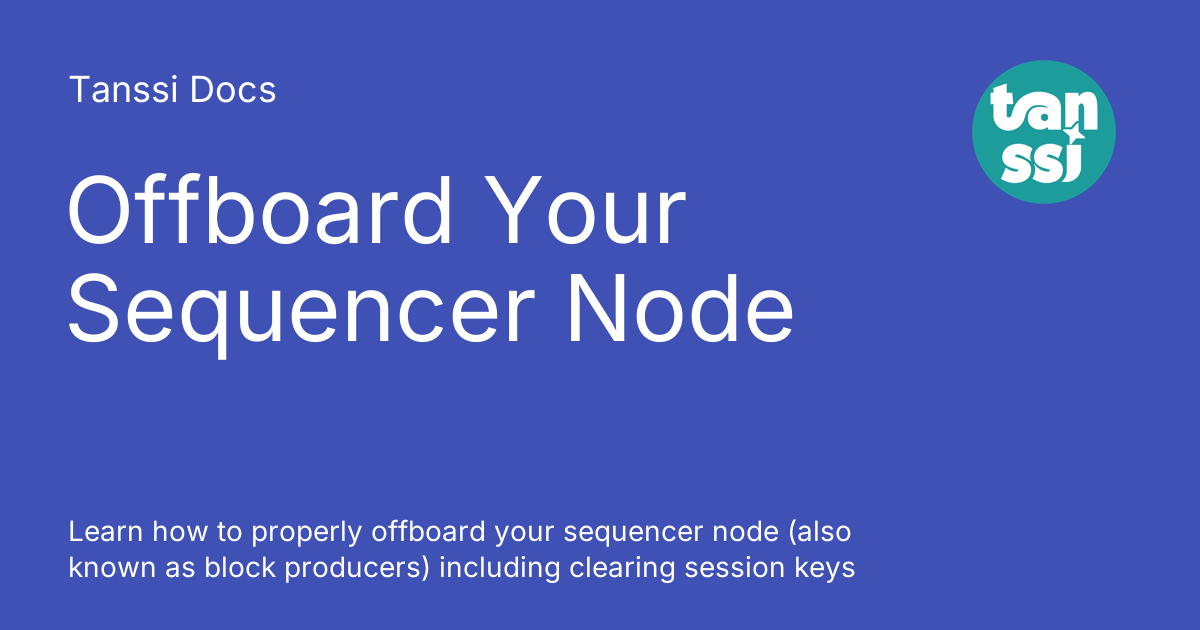 Tanssi Docs
tan
ssi
Offboard Your
Sequencer Node
Learn how to properly offboard your sequencer node (also
known as block producers) including clearing session keys